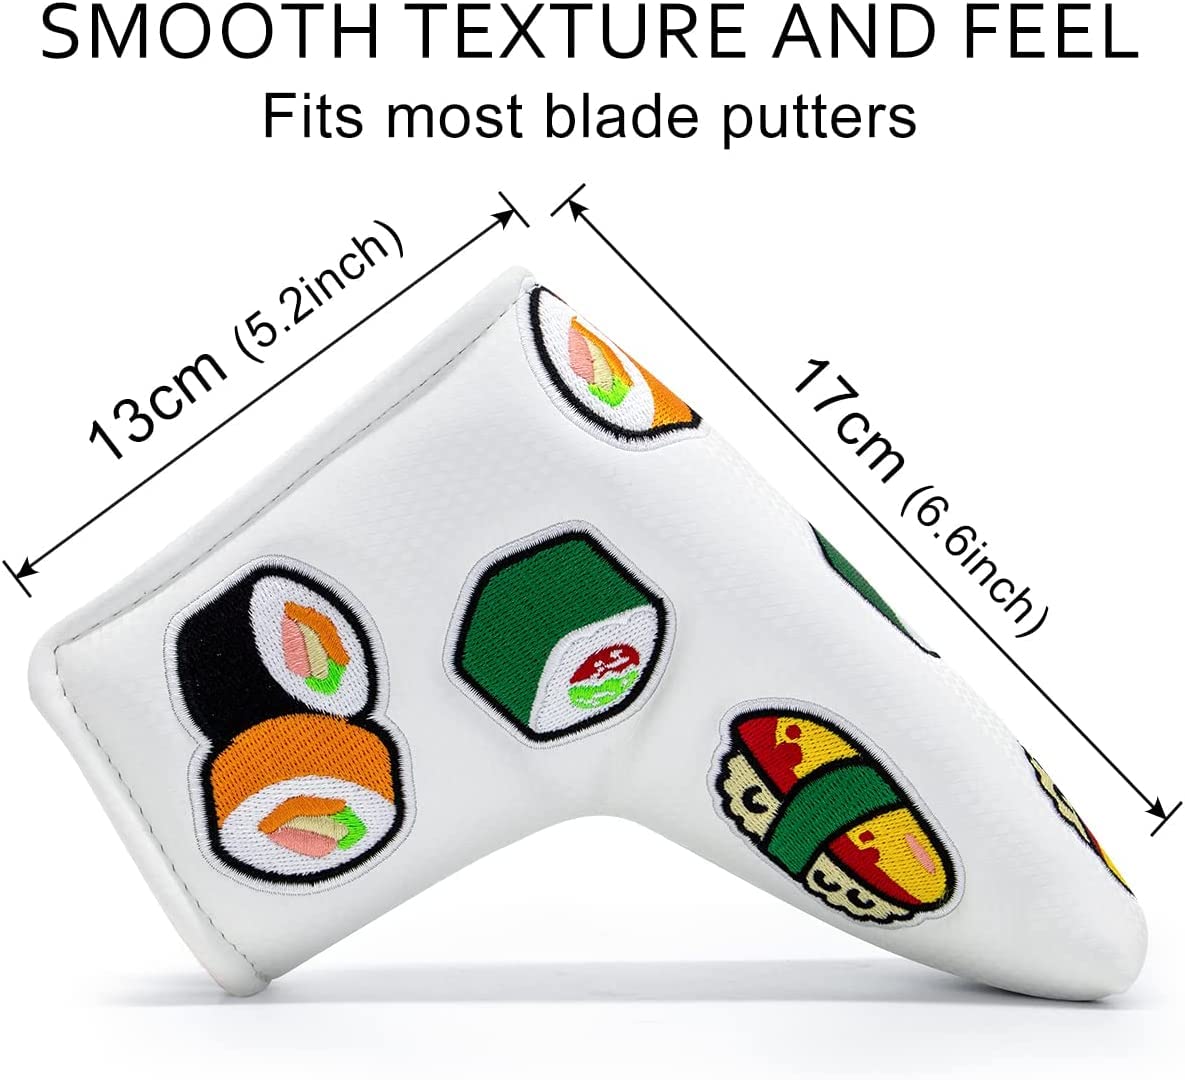 SMOOTH TEXTURE AND FEEL
Fits most blade putters
13cm (5.2inch)
17cm (6.6inch)